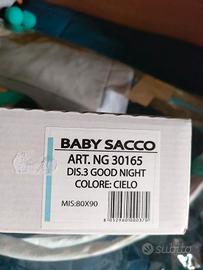 BABY SACCO
ART. NG 30165
DIS.3 GOOD NIGHT
COLORE: CIELO
MIS:80X90
subito